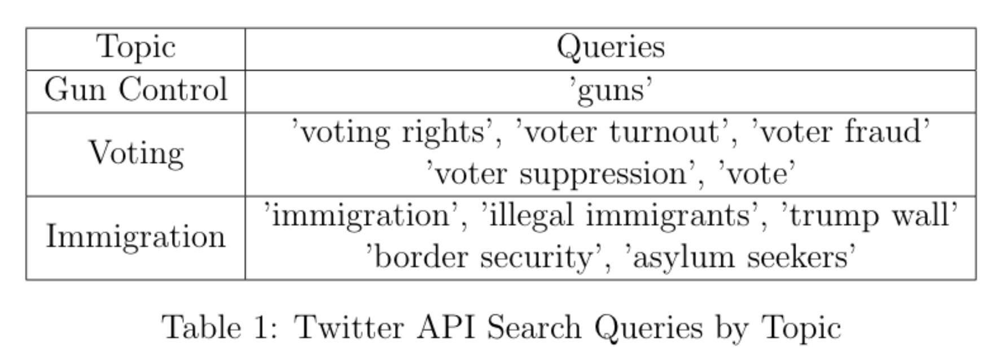 Topic Queries
Gun Control ’guns’
Voting ’voting rights’, ’voter turnout’, ’voter fraud’
’voter suppression’, ’vote’
Immigration ’immigration’, ’illegal immigrants’, ’trump wall’
’border security’, ’asylum seekers’
Table 1: Twitter API Search Queries by Topic